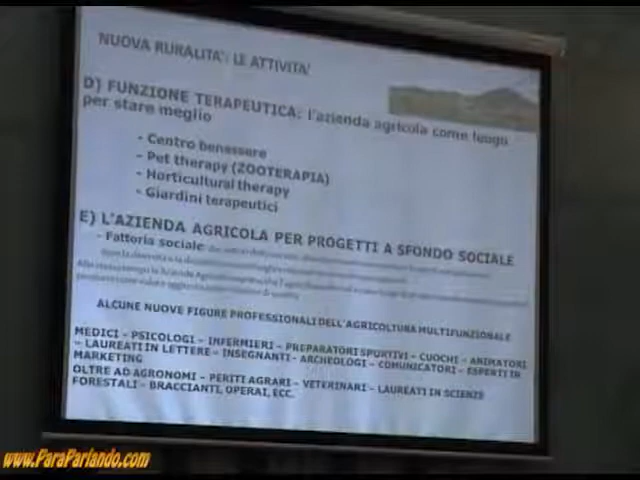 NUOVA RURALITA': LE ATTIVITA'
D) FUNZIONE TERAPEUTICA: l'azienda agricola come luogo
per stare meglio
- Centro benessere
- Pet therapy (ZOOTERAPIA)
- Horticultural therapy
- Giardini terapeutici
E) L'AZIENDA AGRICOLA PER PROGETTI A SFONDO SOCIALE
- Fattoria sociale:
ALCUNE NUOVE FIGURE PROFESSIONALI DELL'AGRICOLTURA MULTIFUNZIONALE
MEDICI – PSICOLOGI – INFERMIERI – PREPARATORI SPORTIVI – CUOCHI – ANIMATORI
– LAUREATI IN LETTERE – INSEGNANTI – ARCHEOLOGI – COMUNICATORI – ESPERTI IN
MARKETING
OLTRE AD AGRONOMI – PERITI AGRARI – VETERINARI – LAUREATI IN SCIENZE
FORESTALI – BRACCIANTI, OPERAI, ECC.
www.ParaParlando.com